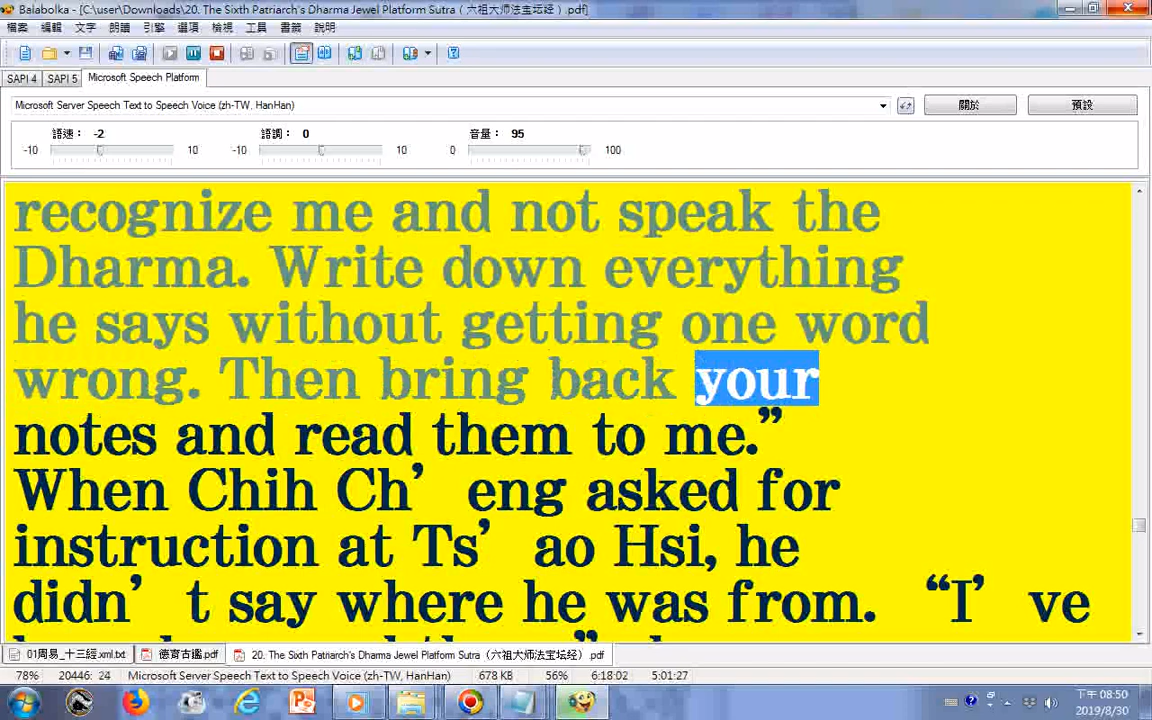 Balabolka - [C:\user\Downloads\20. The Sixth Patriarch's Dharma Jewel Platform Sutra（六祖大师法宝坛经）.pdf]
檔案 編輯 文字 朗讀 引擎 選項 檢視 工具 書籤 說明
SAPI 4 SAPI 5 Microsoft Speech Platform
Microsoft Server Speech Text to Speech Voice (zh-TW, HanHan) 關於 預設
語速： -2 語調： 0 音量： 95
-10 10 -10 10 0 100
recognize me and not speak the
Dharma. Write down everything
he says without getting one word
wrong. Then bring back your
notes and read them to me.”
When Chih Ch’ eng asked for
instruction at Ts’ ao Hsi, he
didn’ t say where he was from. “I’ ve
01周易_十三經.xml.txt 德育古鑑.pdf 20. The Sixth Patriarch's Dharma Jewel Platform Sutra（六祖大师法宝坛经）.pdf
78% 20446: 24 Microsoft Server Speech Text to Speech Voice (zh-TW, HanHan) 678 KB 56% 6:18:02 5:01:27
下午 08:50
2019/8/30